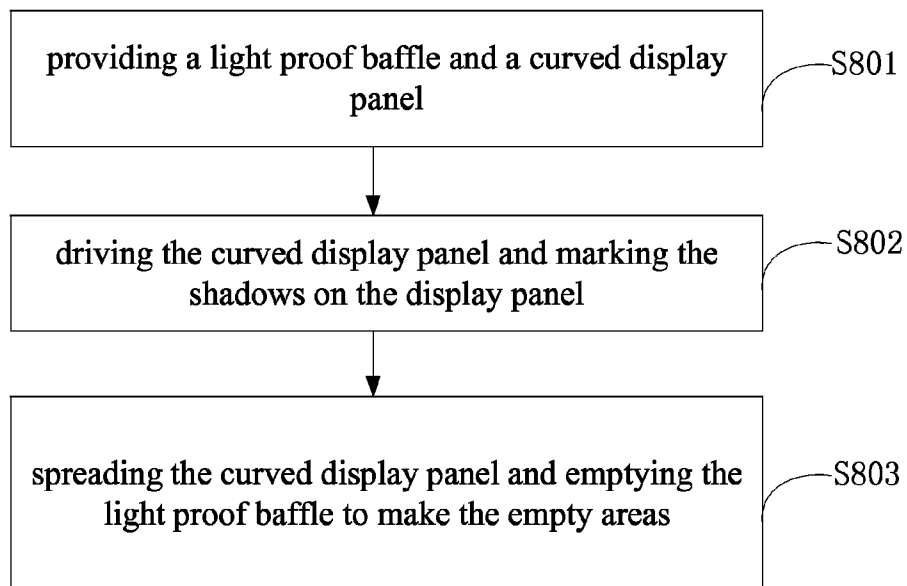 providing a light proof baffle and a curved display
panel
S801
driving the curved display panel and marking the
shadows on the display panel
S802
spreading the curved display panel and emptying the
light proof baffle to make the empty areas
S803